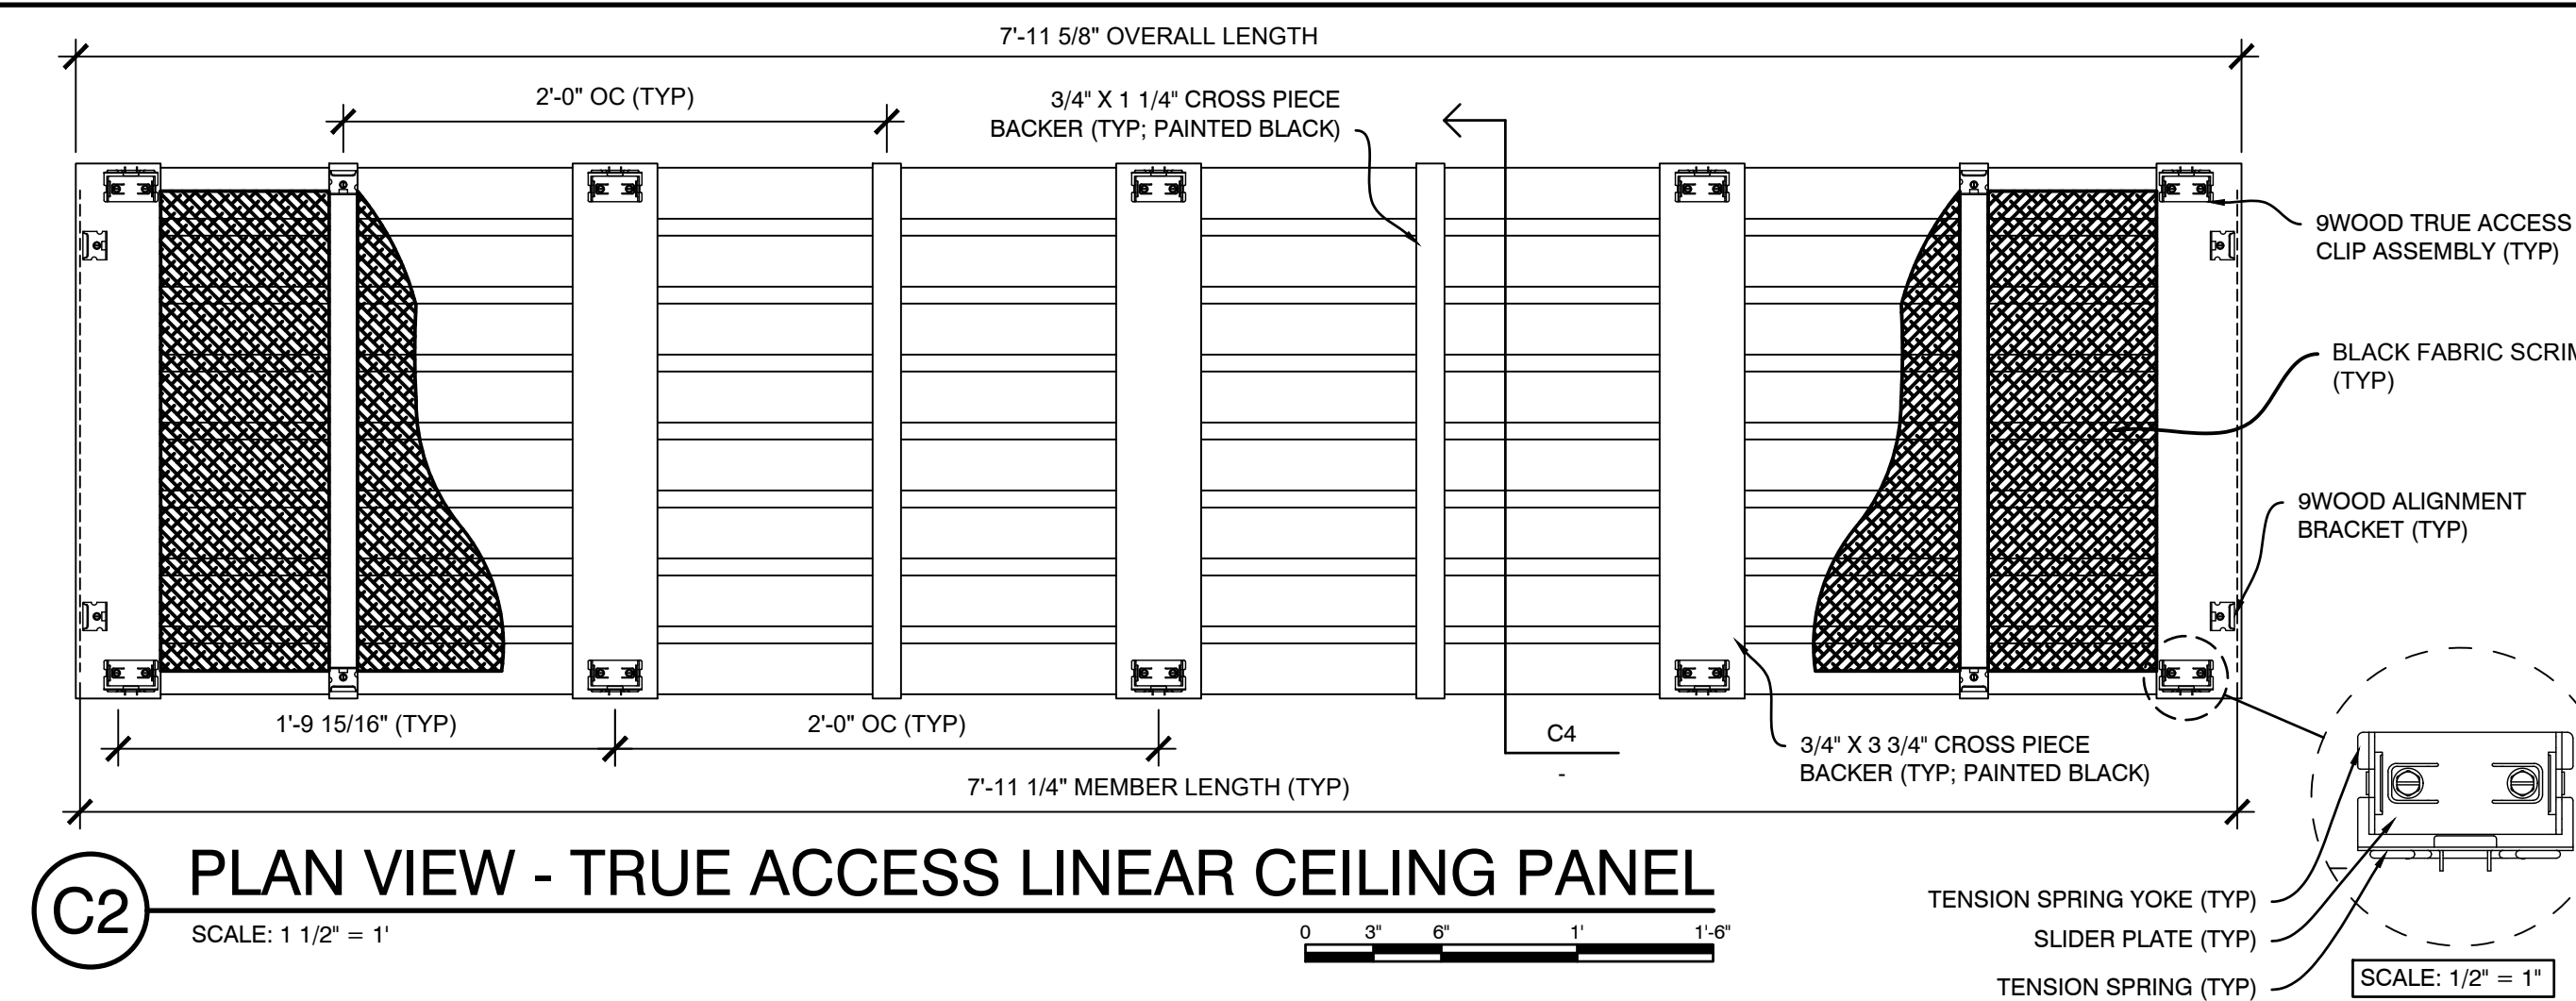 7'-11 5/8" OVERALL LENGTH
2'-0" OC (TYP)
3/4" X 1 1/4" CROSS PIECE
BACKER (TYP; PAINTED BLACK)
9WOOD TRUE ACCESS
CLIP ASSEMBLY (TYP)
BLACK FABRIC
(TYP)
9WOOD ALIGNMENT
BRACKET (TYP)
1'-9 15/16" (TYP)
2'-0" OC (TYP)
C4
-
3/4" X 3 3/4" CROSS PIECE
BACKER (TYP; PAINTED BLACK)
7'-11 1/4" MEMBER LENGTH (TYP)
C2
PLAN VIEW - TRUE ACCESS LINEAR CEILING PANEL
SCALE: 1 1/2" = 1'
0 3" 6" 1' 1'-6"
TENSION SPRING YOKE (TYP)
SLIDER PLATE (TYP)
TENSION SPRING (TYP)
SCALE: 1/2" = 1"